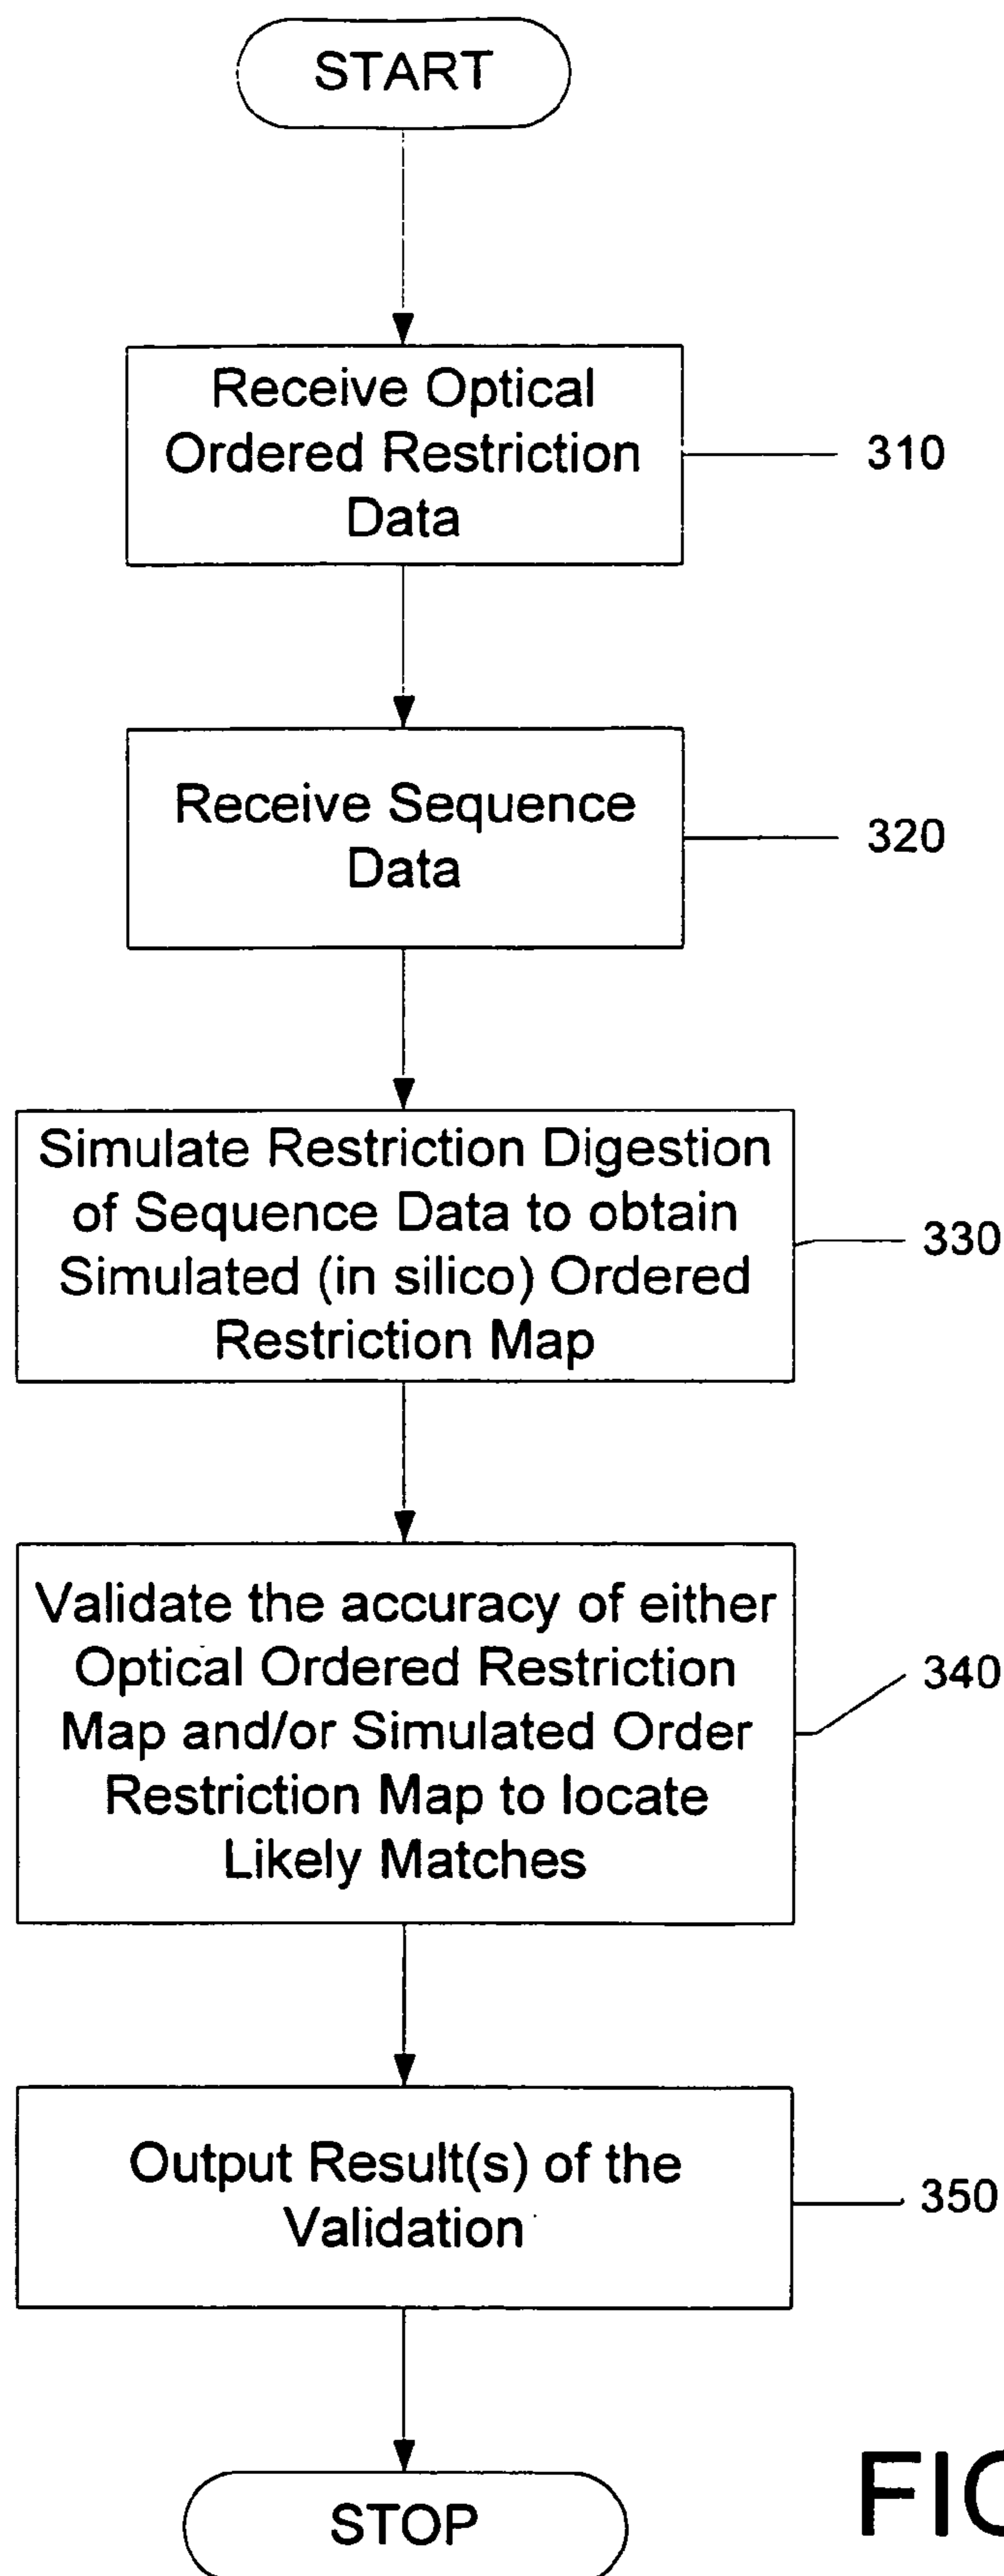 START
Receive Optical
Ordered Restriction
Data
310
Receive Sequence
Data
320
Simulate Restriction Digestion
of Sequence Data to obtain
Simulated (in silico) Ordered
Restriction Map
330
Validate the accuracy of either
Optical Ordered Restriction
Map and/or Simulated Order
Restriction Map to locate
Likely Matches
340
Output Result(s) of the
Validation
350
STOP